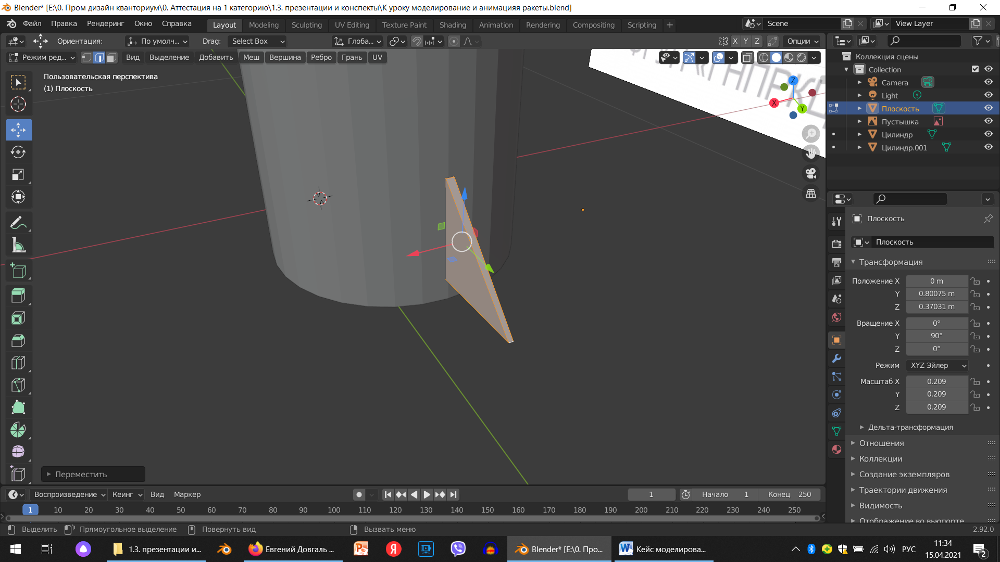 Blender* [E:\0. Пром дизайн кванториум\0. Аттестация на 1 категорию\1.3. презентации и конспекты\К уроку моделирование и анимацияя ракеты.blend]
Файл Правка Рендеринг Окно Справка Layout Modeling Sculpting UV Editing Texture Paint Shading Animation Rendering Compositing Scripting + Scene View Layer
Ориентация: По умолч... Drag: Select Box Глоба... X Y Z Опции
Режим ред... Вид Выделение Добавить Меш Вершина Ребро Грань UV
Коллекция сцены
Collection
Пользовательская перспектива
(1) Плоскость
Z
X
Y
Camera
Light
Плоскость
Пустышка
Цилиндр
Цилиндр.001
Плоскость
Плоскость
Трансформация
Положение X 0 m
Y 0.80075 m
Z 0.37031 m
Вращение X 0°
Y 90°
Z 0°
Режим XYZ Эйлер
Масштаб X 0.209
Y 0.209
Z 0.209
Дельта-трансформация
Отношения
Коллекции
Создание экземпляров
Траектории движения
Видимость
Отображение во вьюпорте
Переместить
Воспроизведение Кеинг Вид Маркер 1 Начало 1 Конец 250
1 10 20 30 40 50 60 70 80 90 100 110 120 130 140 150 160 170 180 190 200 210 220 230 240 250
Выделить Прямоугольное выделение Повернуть вид Вызвать меню 2.92.0
1.3. презентации и... Евгений Довгаль ... Blender* [E:\0. Про... Кейс моделирова... РУС 11:34
15.04.2021
2